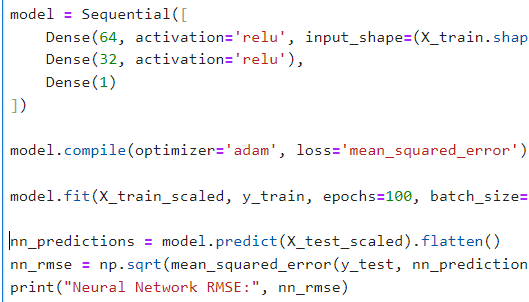 model = Sequential([
    Dense(64, activation='relu', input_shape=(X_train.shap
    Dense(32, activation='relu'),
    Dense(1)
])
model.compile(optimizer='adam', loss='mean_squared_error')
model.fit(X_train_scaled, y_train, epochs=100, batch_size=
nn_predictions = model.predict(X_test_scaled).flatten()
nn_rmse = np.sqrt(mean_squared_error(y_test, nn_prediction
print("Neural Network RMSE:", nn_rmse)